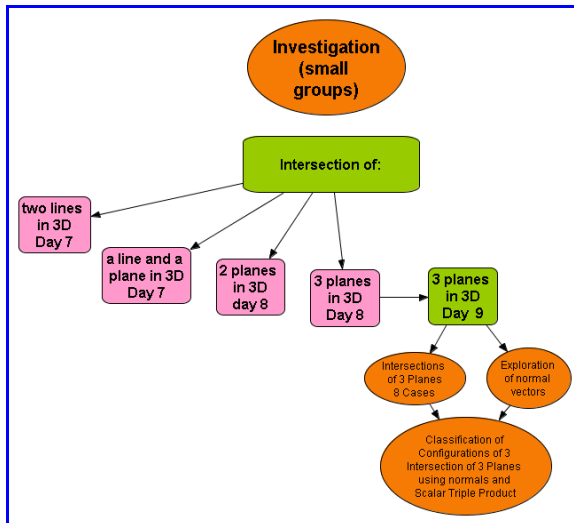 Investigation
(small
groups)
Intersection of:
two lines
in 3D
Day 7
a line and a
plane in 3D
Day 7
2 planes
in 3D
day 8
3 planes
in 3D
Day 8
3 planes
in 3D
Day 9
Intersections
of 3 Planes
8 Cases
Exploration
of normal
vectors
Classification of
Configurations of 3
Intersection of 3 Planes
using normals and
Scalar Triple Product